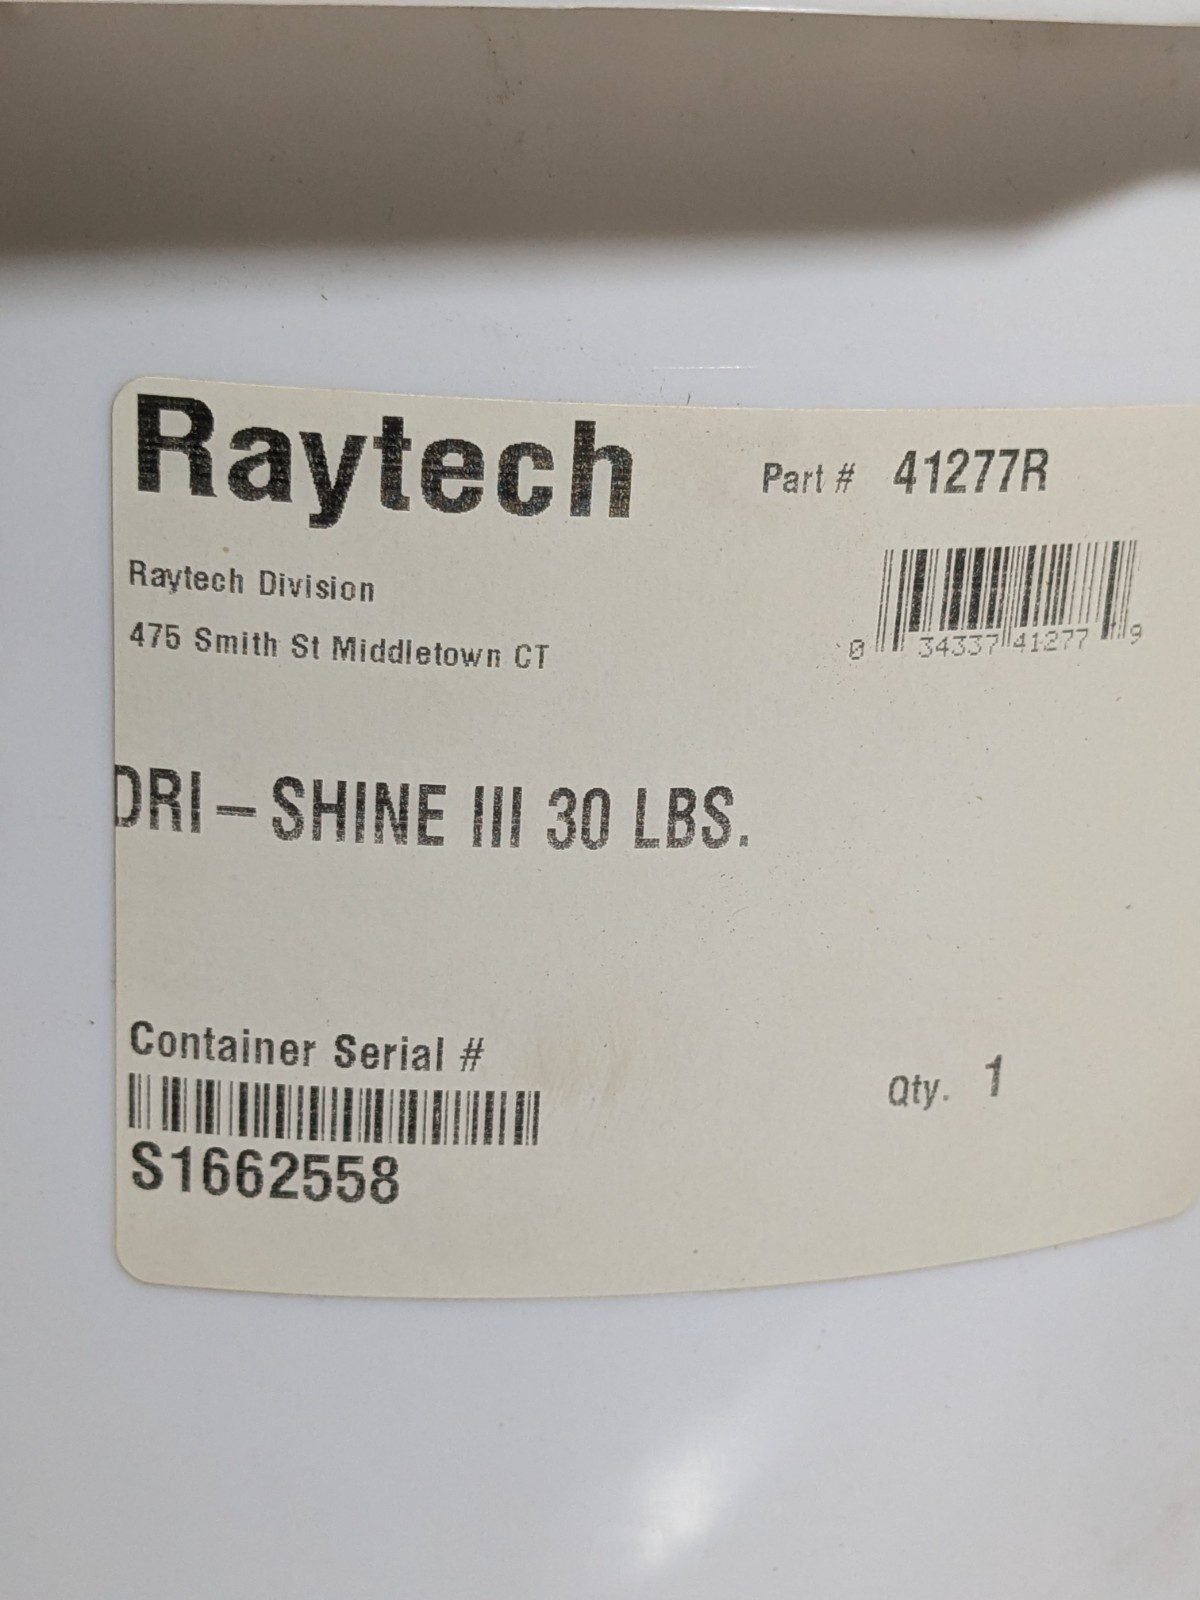 Raytech
Part # 41277R
Raytech Division
475 Smith St Middletown CT
0 34337 41277 9
DRI-SHINE III 30 LBS.
Container Serial #
Qty. 1
S1662558